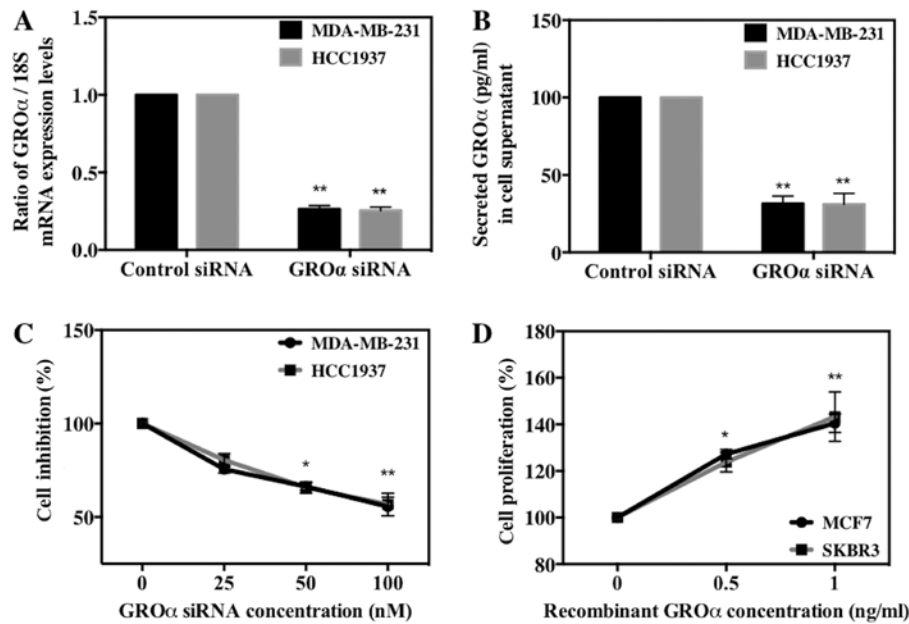 A
Ratio of GROα / 18S
mRNA expression levels
1.5
1.0
0.5
0.0
MDA-MB-231
HCC1937
**
**
Control siRNA
GROα siRNA
B
Secreted GROα (pg/ml)
in cell supernatant
150
100
50
0
MDA-MB-231
HCC1937
**
**
Control siRNA
GROα siRNA
C
Cell inhibition (%)
150
100
50
MDA-MB-231
HCC1937
*
**
0 25 50 100
GROα siRNA concentration (nM)
D
Cell proliferation (%)
180
160
140
120
100
80
*
**
MCF7
SKBR3
0 0.5 1
Recombinant GROα concentration (ng/ml)